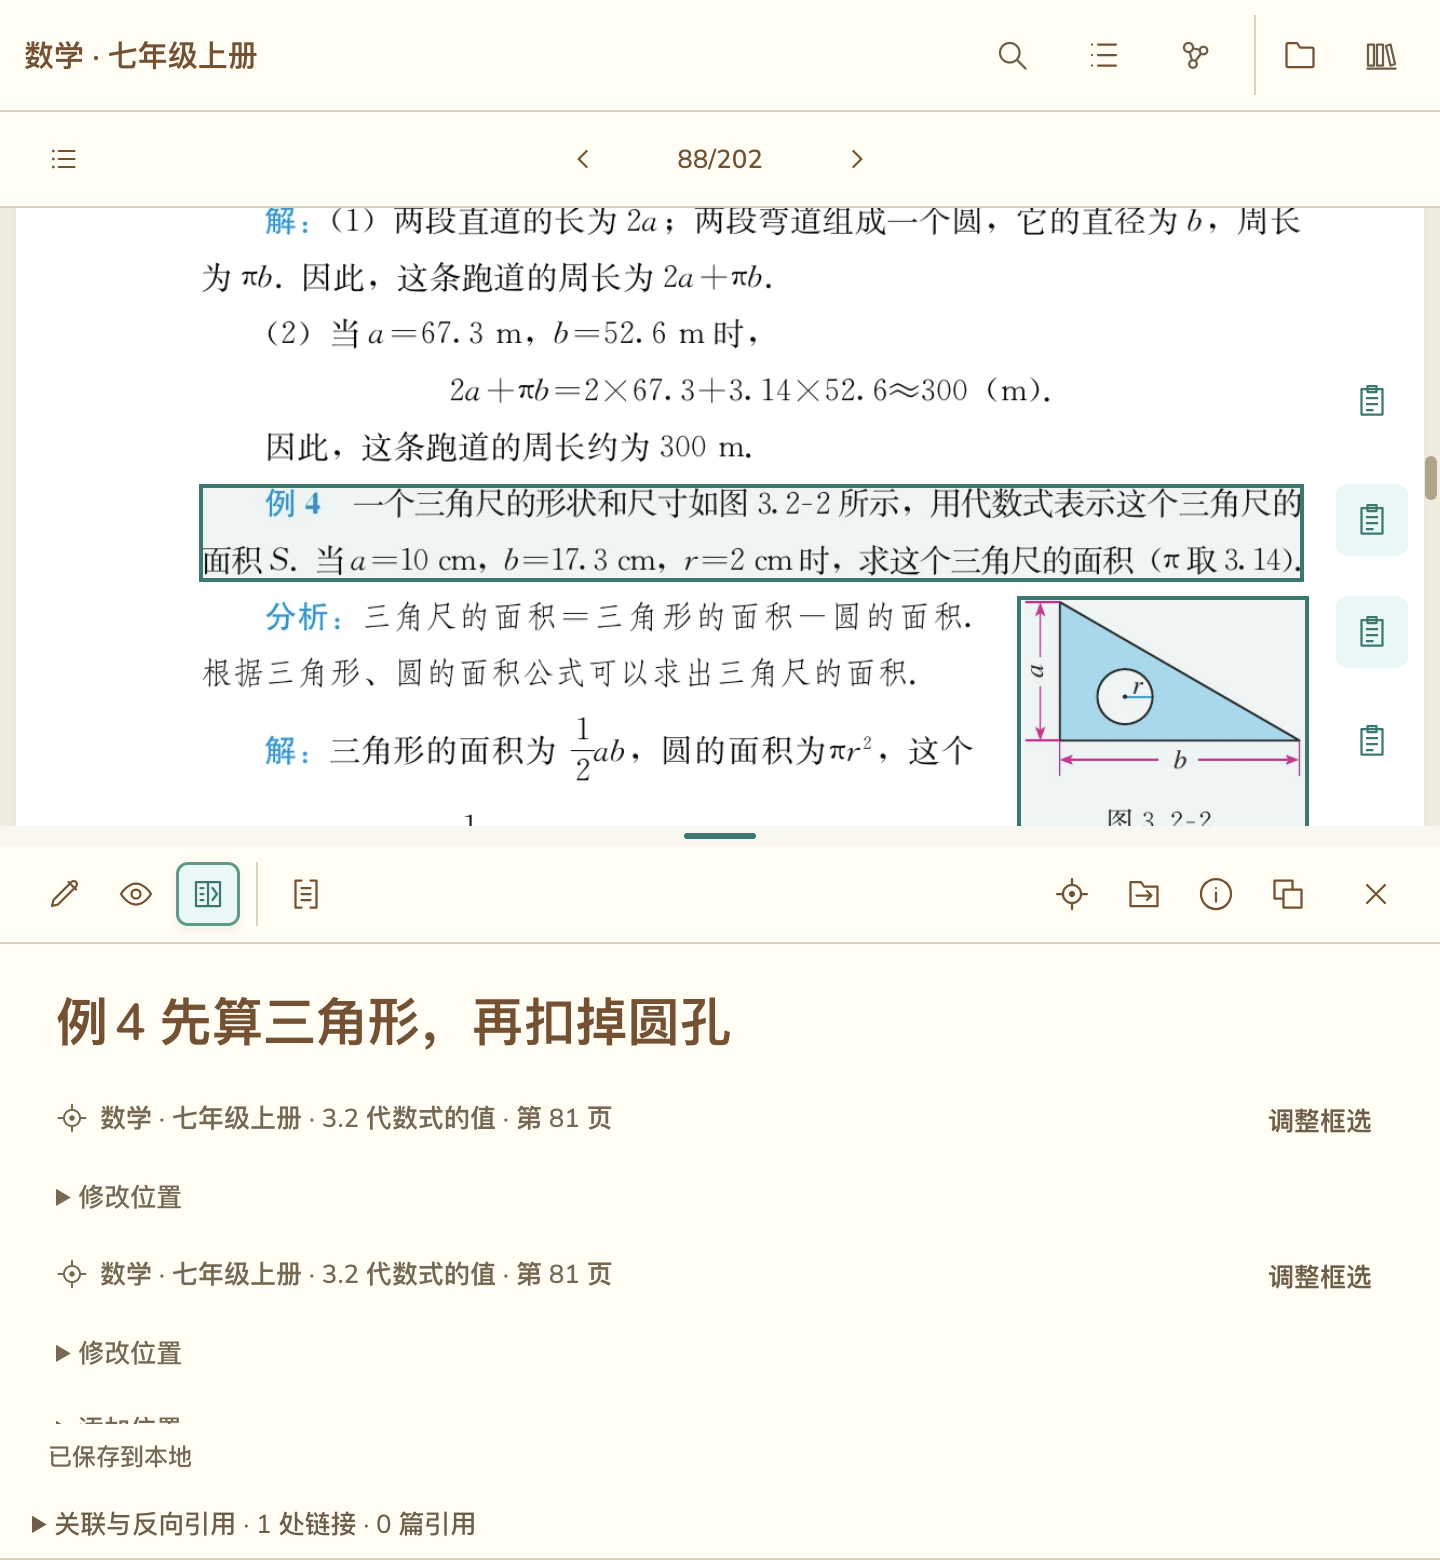 数学 · 七年级上册
88/202
解：（1）两段直道的长为 2a；两段弯道组成一个圆，它的直径为 b，周长
为 πb．因此，这条跑道的周长为 2a＋πb．
（2）当 a＝67.3 m，b＝52.6 m 时，
2a＋πb＝2×67.3＋3.14×52.6≈300（m）．
因此，这条跑道的周长约为 300 m．
例 4 一个三角尺的形状和尺寸如图 3.2-2 所示，用代数式表示这个三角尺的
面积 S．当 a＝10 cm，b＝17.3 cm，r＝2 cm 时，求这个三角尺的面积（π 取 3.14）．
分析：三角尺的面积＝三角形的面积－圆的面积．
根据三角形、圆的面积公式可以求出三角尺的面积．
解：三角形的面积为 1/2 ab，圆的面积为πr²，这个
1
a
r
b
图 3.2-2
例 4 先算三角形，再扣掉圆孔
数学 · 七年级上册 · 3.2 代数式的值 · 第 81 页
调整框选
▶ 修改位置
数学 · 七年级上册 · 3.2 代数式的值 · 第 81 页
调整框选
▶ 修改位置
已保存到本地
▶ 关联与反向引用 · 1 处链接 · 0 篇引用